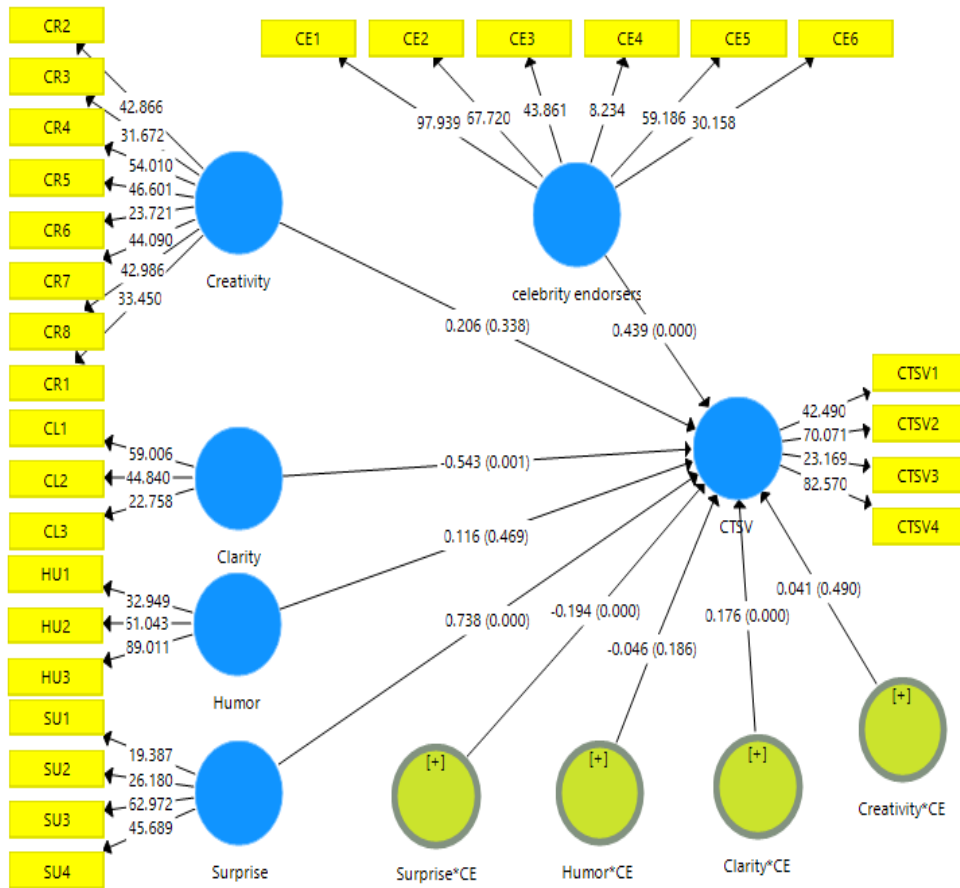 CR2
CR3
CR4
CR5
CR6
CR7
CR8
CR1
42.866
31.672
54.010
46.601
23.721
44.090
42.986
33.450
Creativity
CE1
CE2
CE3
CE4
CE5
CE6
97.939
67.720
43.861
8.234
59.186
30.158
celebrity endorsers
0.206 (0.338)
0.439 (0.000)
CL1
CL2
CL3
59.006
44.840
22.758
Clarity
-0.543 (0.001)
CTSV
42.490
70.071
23.169
82.570
CTSV1
CTSV2
CTSV3
CTSV4
HU1
HU2
HU3
32.949
51.043
89.011
Humor
0.116 (0.469)
SU1
SU2
SU3
SU4
19.387
26.180
62.972
45.689
Surprise
0.738 (0.000)
-0.194 (0.000)
-0.046 (0.186)
0.176 (0.000)
0.041 (0.490)
[+]
Surprise*CE
[+]
Humor*CE
[+]
Clarity*CE
[+]
Creativity*CE